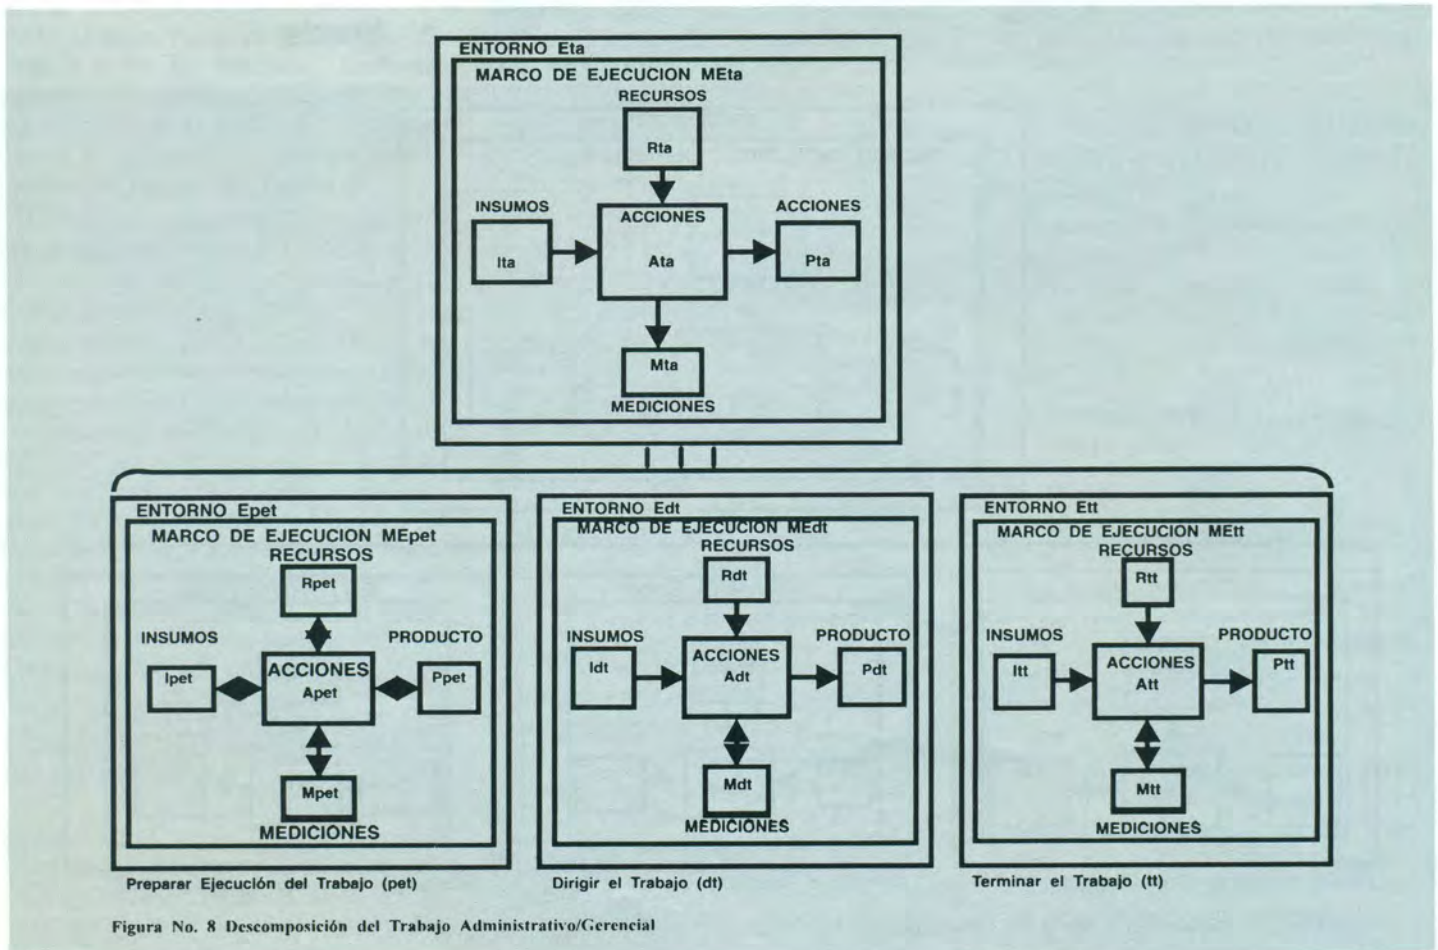 ENTORNO Eta
MARCO DE EJECUCION MEta
RECURSOS
Rta
INSUMOS
ACCIONES
ACCIONES
Ita
Ata
Pta
Mta
MEDICIONES
ENTORNO Epet
MARCO DE EJECUCION MEpet
RECURSOS
Rpet
INSUMOS
PRODUCTO
ACCIONES
Ipet
Apet
Ppet
Mpet
MEDICIONES
Preparar Ejecución del Trabajo (pet)
ENTORNO Edt
MARCO DE EJECUCION MEdt
RECURSOS
Rdt
INSUMOS
PRODUCTO
ACCIONES
Idt
Adt
Pdt
Mdt
MEDICIONES
Dirigir el Trabajo (dt)
ENTORNO Ett
MARCO DE EJECUCION MEtt
RECURSOS
Rtt
INSUMOS
PRODUCTO
ACCIONES
Itt
Att
Ptt
Mtt
MEDICIONES
Terminar el Trabajo (tt)
Figura No. 8 Descomposición del Trabajo Administrativo/Gerencial